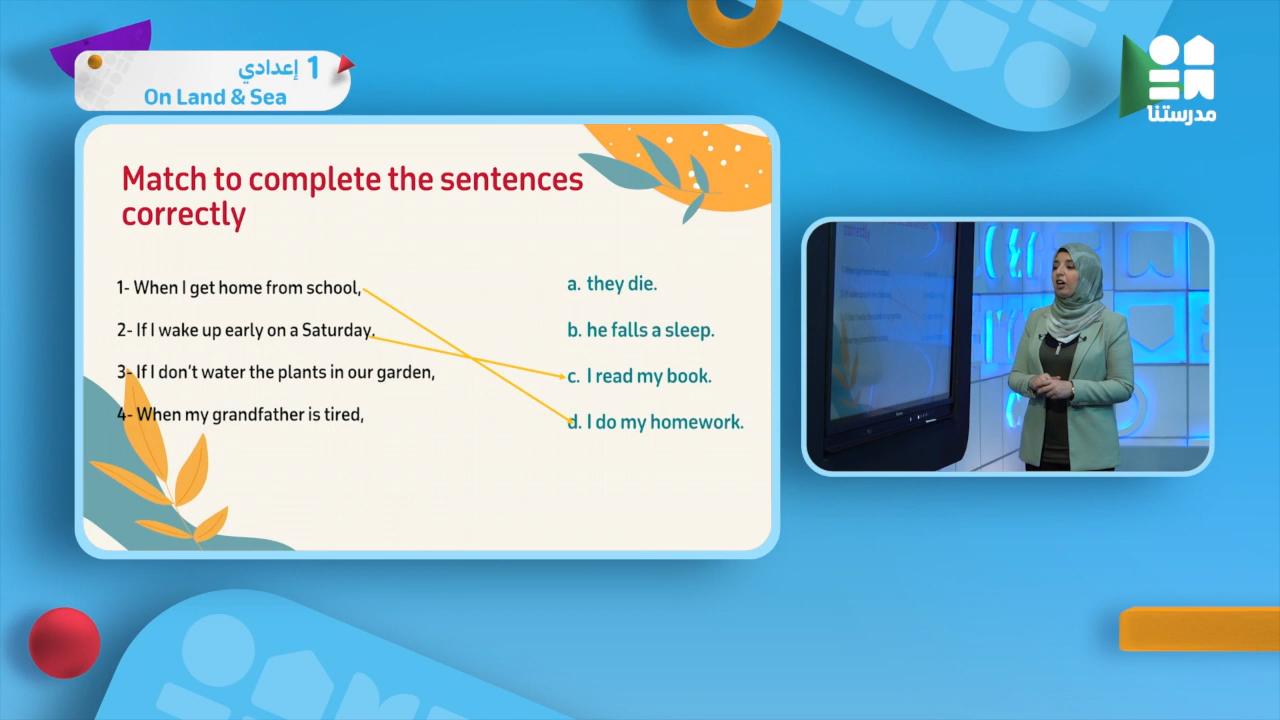 1 إعدادي
On Land & Sea
مدرستنا
Match to complete the sentences
correctly
1- When I get home from school,
2- If I wake up early on a Saturday.
3- If I don't water the plants in our garden,
4- When my grandfather is tired,
a. they die.
b. he falls a sleep.
c. I read my book.
d. I do my homework.